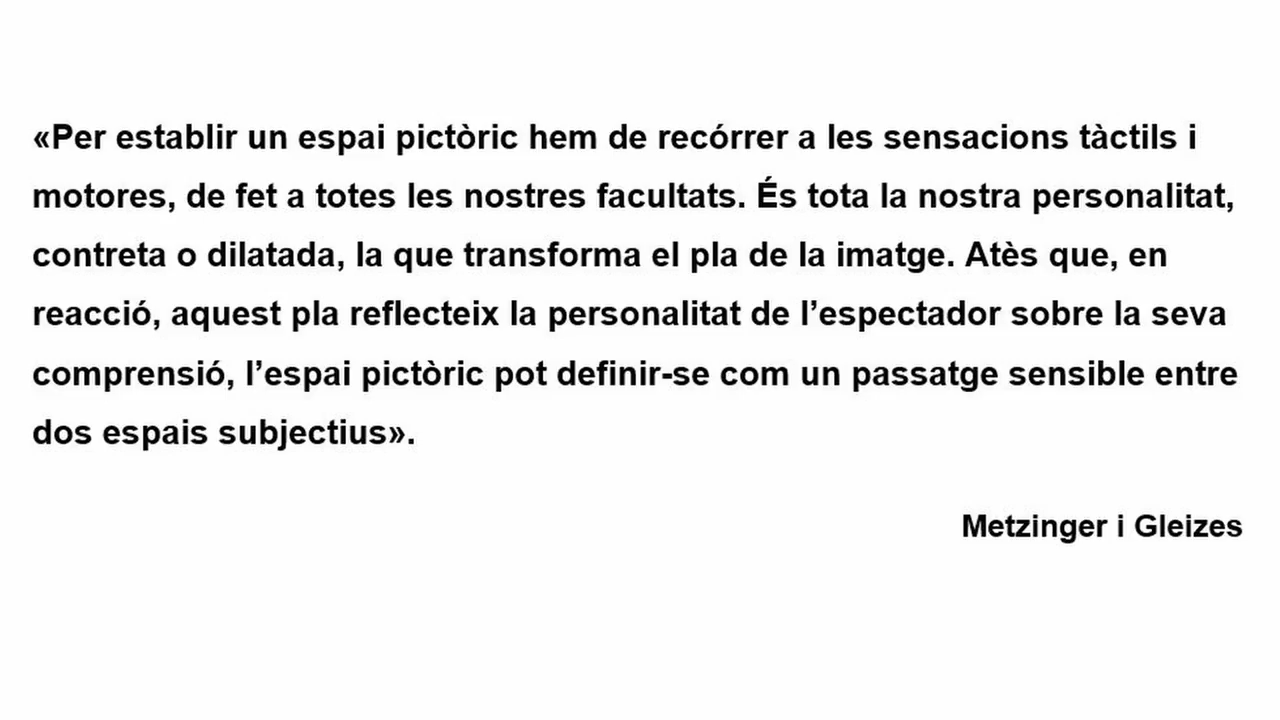 «Per establir un espai pictòric hem de recórrer a les sensacions tàctils i
motores, de fet a totes les nostres facultats. És tota la nostra personalitat,
contreta o dilatada, la que transforma el pla de la imatge. Atès que, en
reacció, aquest pla reflecteix la personalitat de l’espectador sobre la seva
comprensió, l’espai pictòric pot definir-se com un passatge sensible entre
dos espais subjectius».
Metzinger i Gleizes